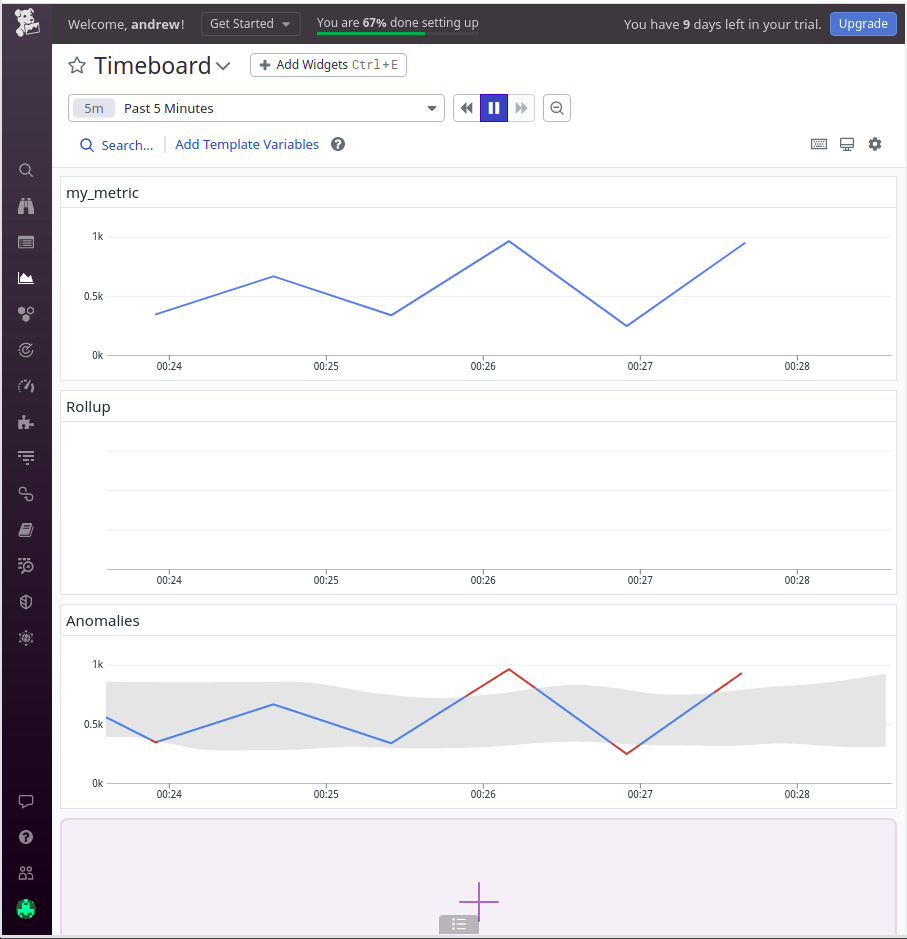 Welcome, andrew! Get Started You are 67% done setting up You have 9 days left in your trial. Upgrade
Timeboard + Add Widgets Ctrl+E
5m Past 5 Minutes
Search... Add Template Variables ?
my_metric
1k
0.5k
0k
00:24 00:25 00:26 00:27 00:28
Rollup
00:24 00:25 00:26 00:27 00:28
Anomalies
1k
0.5k
0k
00:24 00:25 00:26 00:27 00:28